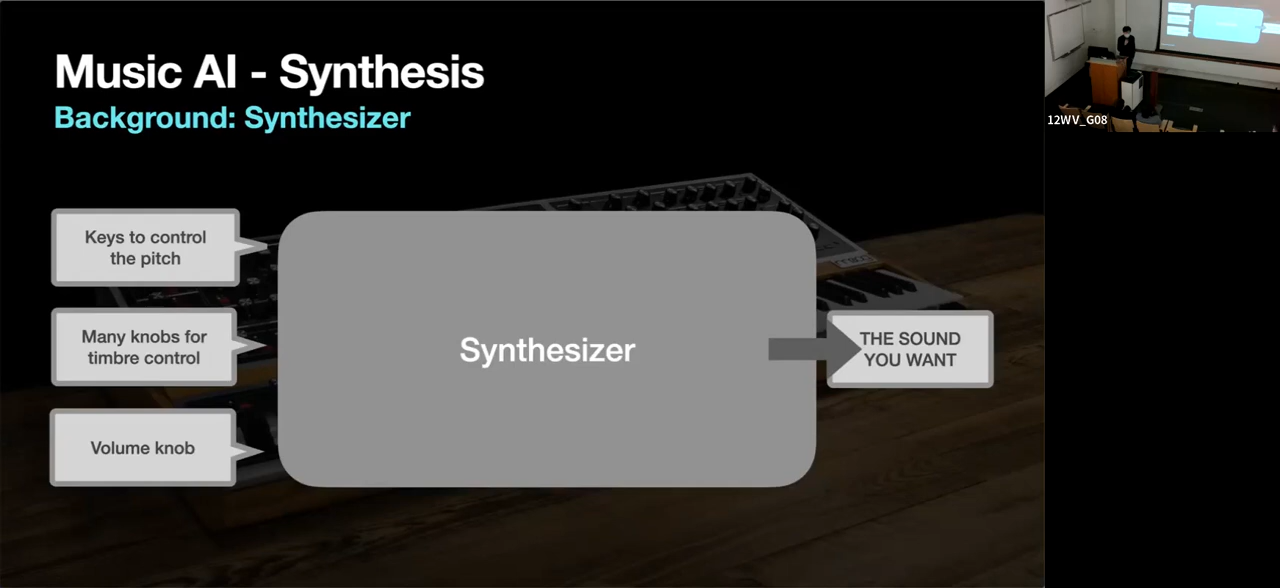 Music AI - Synthesis
Background: Synthesizer
Keys to control
the pitch
Many knobs for
timbre control
Volume knob
Synthesizer
THE SOUND
YOU WANT
12WV_G08